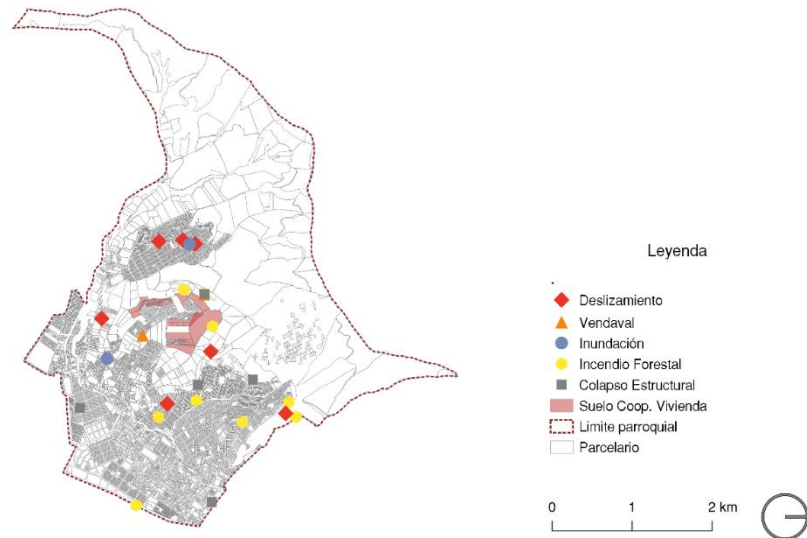 Leyenda
Deslizamiento
Vendaval
Inundación
Incendio Forestal
Colapso Estructural
Suelo Coop. Vivienda
Limite parroquial
Parcelario
0 1 2 km